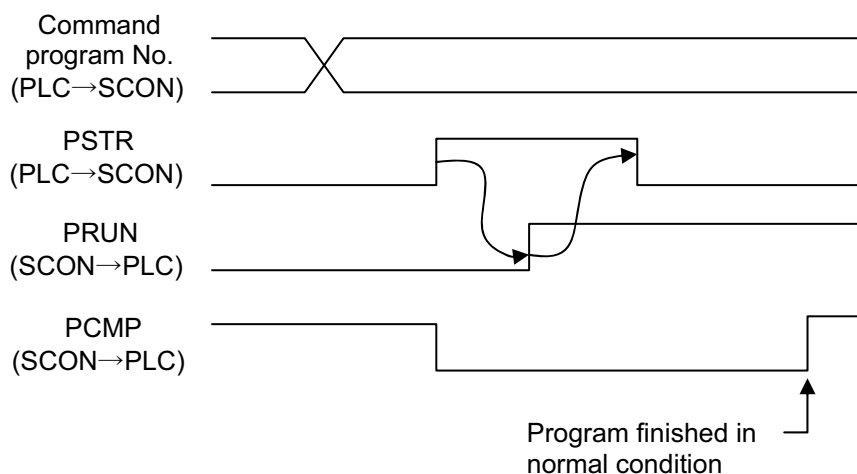 Command
program No.
(PLC→SCON)
PSTR
(PLC→SCON)
PRUN
(SCON→PLC)
PCMP
(SCON→PLC)
Program finished in
normal condition